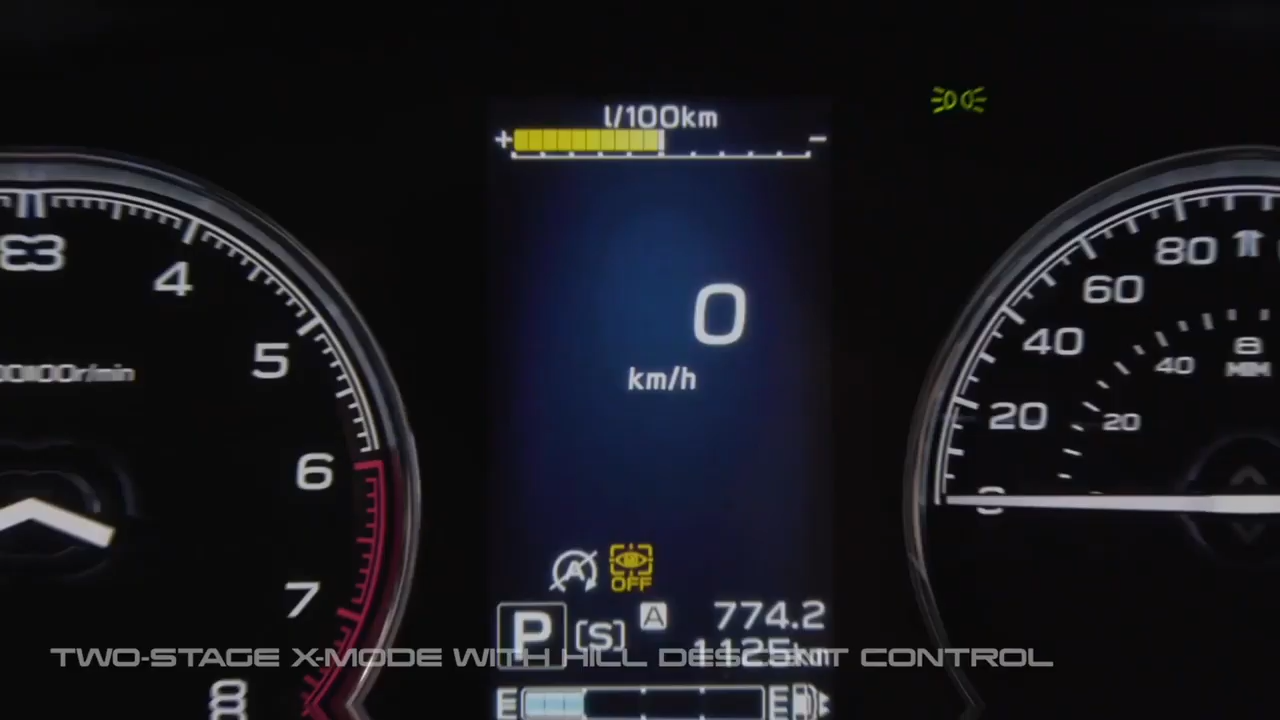 l/100km
+ -
0
km/h
4
5
6
7
8
80
60
40
20
40
20
OFF
A
P [S] A 774.2
1125km
TWO-STAGE X-MODE WITH HILL DESCENT CONTROL
E